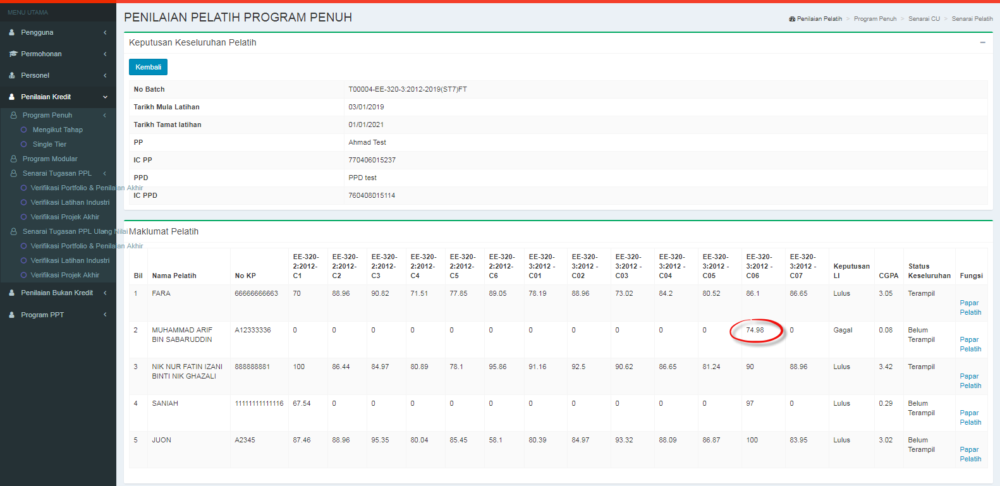 MENU UTAMA
Pengguna
Permohonan
Personel
Penilaian Kredit
Program Penuh
Mengikut Tahap
Single Tier
Program Modular
Senarai Tugasan PPL
Verifikasi Portfolio & Penilaian Akhir
Verifikasi Latihan Industri
Verifikasi Projek Akhir
Senarai Tugasan PPL Ulang Nilai
Verifikasi Portfolio & Penilaian Akhir
Verifikasi Latihan Industri
Verifikasi Projek Akhir
Penilaian Bukan Kredit
Program PPT
PENILAIAN PELATIH PROGRAM PENUH
Penilaian Pelatih > Program Penuh > Senarai CU > Senarai Pelatih
Keputusan Keseluruhan Pelatih
Kembali
No Batch T00004-EE-320-3:2012-2019(ST7)FT
Tarikh Mula Latihan 03/01/2019
Tarikh Tamat latihan 01/01/2021
PP Ahmad Test
IC PP 770406015237
PPD PPD test
IC PPD 760408015114
Maklumat Pelatih
EE-320- EE-320- EE-320- EE-320- EE-320- EE-320- EE-320- EE-320- EE-320- EE-320- EE-320- EE-320- EE-320-
2:2012- 2:2012- 2:2012- 2:2012- 2:2012- 2:2012- 3:2012 - 3:2012 - 3:2012 - 3:2012 - 3:2012 - 3:2012 - 3:2012 - Keputusan Status
Bil Nama Pelatih No KP C1 C2 C3 C4 C5 C6 C01 C02 C03 C04 C05 C06 C07 LI CGPA Keseluruhan Fungsi
1 FARA 66666666663 70 88.96 90.82 71.51 77.85 89.05 78.19 88.96 73.02 84.2 80.52 86.1 86.65 Lulus 3.05 Terampil
Papar
Pelatih
2 MUHAMMAD ARIF A12333336 0 0 0 0 0 0 0 0 0 0 0 74.98 0 Gagal 0.08 Belum
BIN SABARUDDIN Terampil Papar
Pelatih
3 NIK NUR FATIN IZANI 888888881 100 86.44 84.97 80.89 78.1 95.86 91.16 92.5 90.62 86.65 81.24 90 88.96 Lulus 3.42 Terampil
BINTI NIK GHAZALI Papar
Pelatih
4 SANIAH 11111111111116 67.54 0 0 0 0 0 0 0 0 0 0 97 0 Lulus 0.29 Belum
Terampil Papar
Pelatih
5 JUON A2345 87.46 88.96 95.35 80.04 85.45 58.1 80.39 84.97 93.32 88.09 86.87 100 83.95 Lulus 3.02 Belum
Terampil Papar
Pelatih